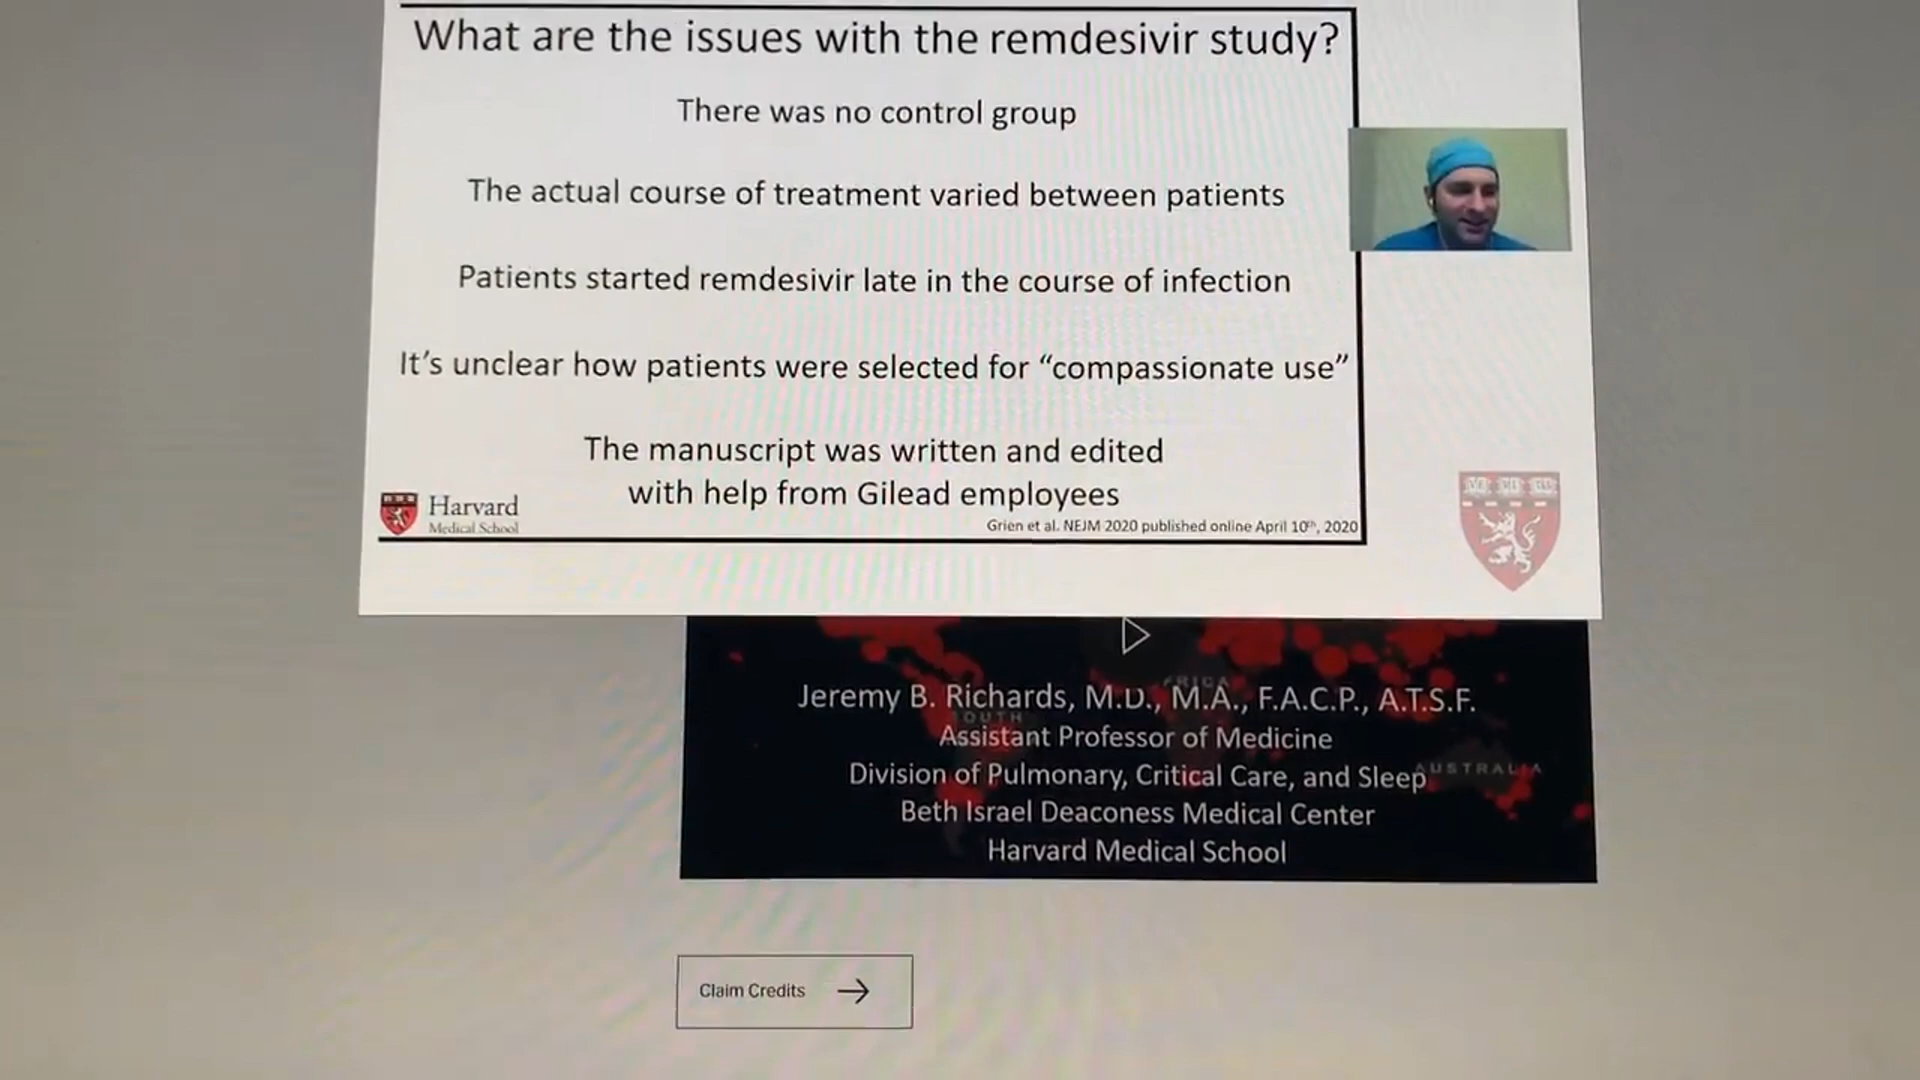 What are the issues with the remdesivir study?
There was no control group
The actual course of treatment varied between patients
Patients started remdesivir late in the course of infection
It's unclear how patients were selected for “compassionate use”
The manuscript was written and edited
with help from Gilead employees
Harvard
Medical School
Grien et al. NEJM 2020 published online April 10th, 2020
Jeremy B. Richards, M.D., M.A., F.A.C.P., A.T.S.F.
SOUTH
Assistant Professor of Medicine
Division of Pulmonary, Critical Care, and Sleep
AUSTRALIA
Beth Israel Deaconess Medical Center
Harvard Medical School
Claim Credits